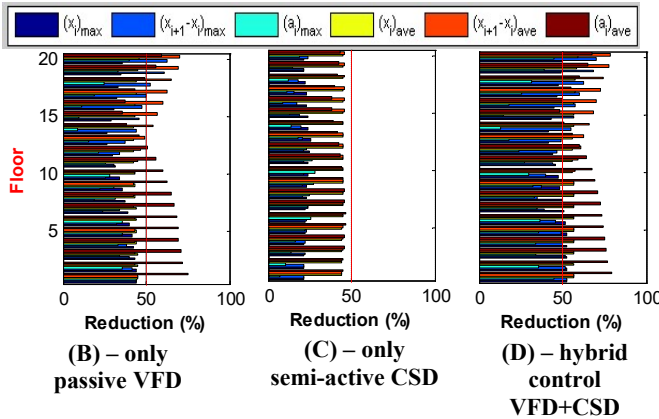 (x_i)_max (x_{i+1}-x_i)_max (a_i)_max (x_i)_ave (x_{i+1}-x_i)_ave (a_i)_ave
20
15
10
5
Floor
0 50 100 0 50 100 0 50 100
Reduction (%) Reduction (%) Reduction (%)
(B) – only
passive VFD
(C) – only
semi-active CSD
(D) – hybrid
control
VFD+CSD